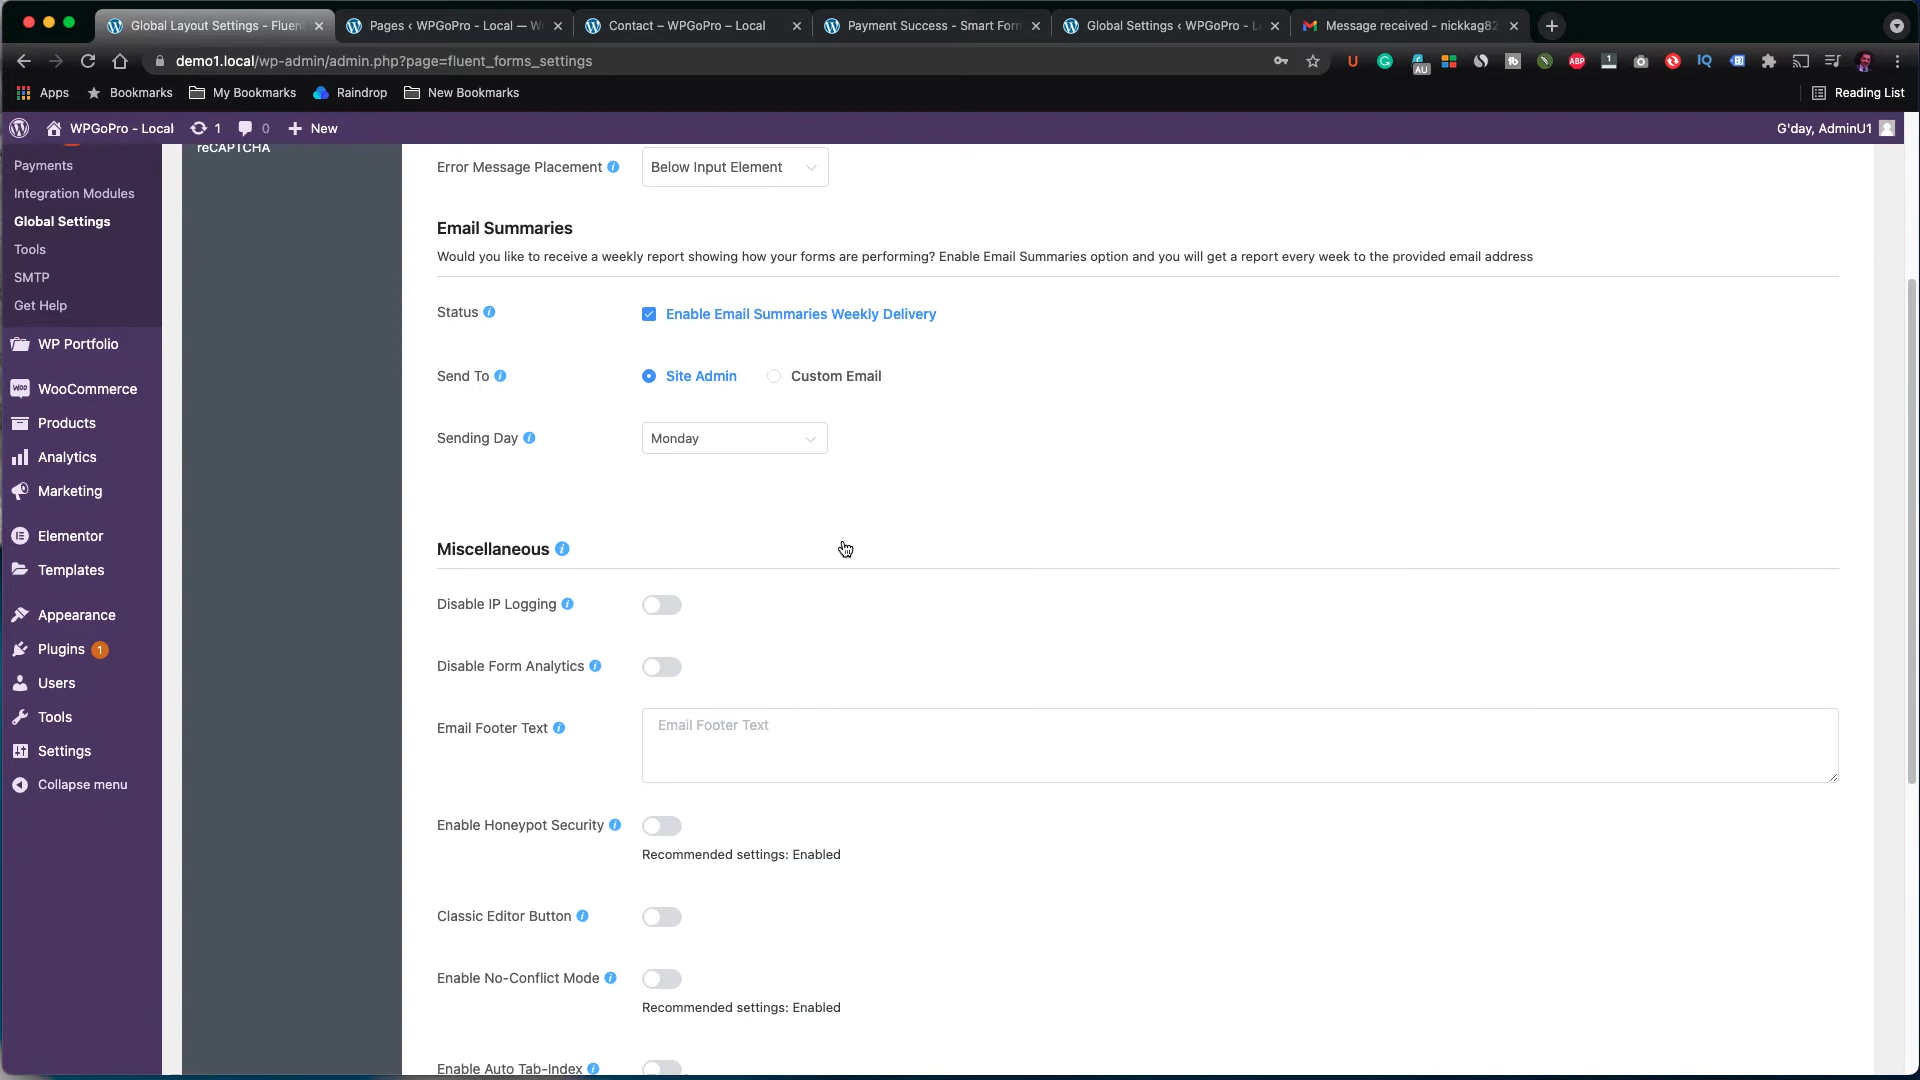 Global Layout Settings - Fluent
Pages ‹ WPGoPro - Local — W
Contact – WPGoPro – Local
Payment Success - Smart Form
Global Settings ‹ WPGoPro - L
Message received - nickkag82
demo1.local/wp-admin/admin.php?page=fluent_forms_settings
AU
ABP
IQ
Apps
Bookmarks
My Bookmarks
Raindrop
New Bookmarks
Reading List
WPGoPro - Local
1
0
New
G'day, AdminU1
Payments
Integration Modules
Global Settings
Tools
SMTP
Get Help
WP Portfolio
WooCommerce
Products
Analytics
Marketing
Elementor
Templates
Appearance
Plugins 1
Users
Tools
Settings
Collapse menu
reCAPTCHA
Error Message Placement
Below Input Element
Email Summaries
Would you like to receive a weekly report showing how your forms are performing? Enable Email Summaries option and you will get a report every week to the provided email address
Status
Enable Email Summaries Weekly Delivery
Send To
Site Admin
Custom Email
Sending Day
Monday
Miscellaneous
Disable IP Logging
Disable Form Analytics
Email Footer Text
Email Footer Text
Enable Honeypot Security
Recommended settings: Enabled
Classic Editor Button
Enable No-Conflict Mode
Recommended settings: Enabled
Enable Auto Tab-Index